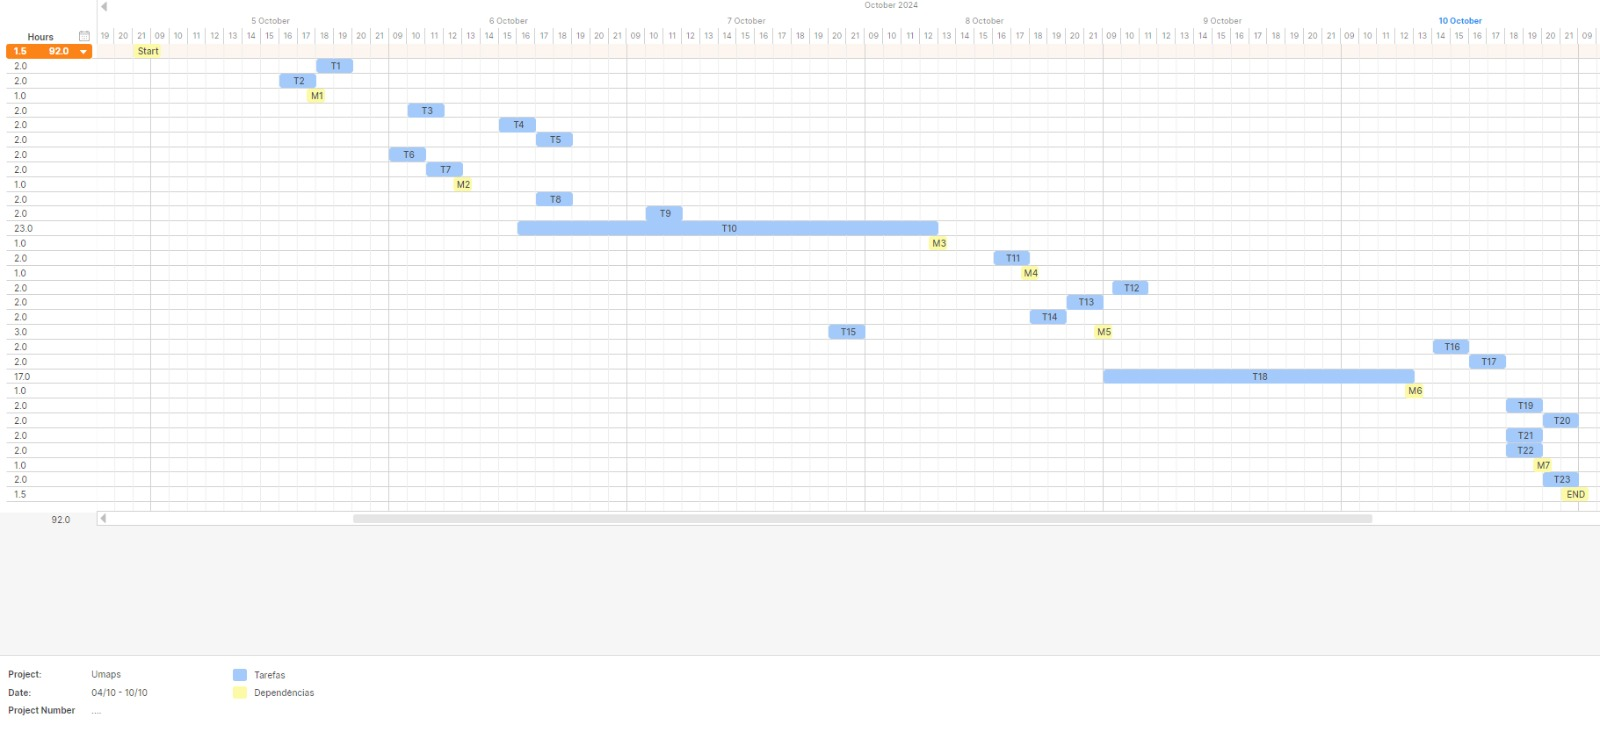 October 2024
5 October 6 October 7 October 8 October 9 October 10 October
Hours 19 20 21 09 10 11 12 13 14 15 16 17 18 19 20 21 09 10 11 12 13 14 15 16 17 18 19 20 21 09 10 11 12 13 14 15 16 17 18 19 20 21 09 10 11 12 13 14 15 16 17 18 19 20 21 09 10 11 12 13 14 15 16 17 18 19 20 21 09 10 11 12 13 14 15 16 17 18 19 20 21 09
1.5 92.0 Start
2.0 T1
2.0 T2
1.0 M1
2.0 T3
2.0 T4
2.0 T5
2.0 T6
2.0 T7
1.0 M2
2.0 T8
2.0 T9
23.0 T10
1.0 M3
2.0 T11
1.0 M4
2.0 T12
2.0 T13
2.0 T14
3.0 T15 M5
2.0 T16
2.0 T17
17.0 T18
1.0 M6
2.0 T19
2.0 T20
2.0 T21
2.0 T22
1.0 M7
2.0 T23
1.5 END
92.0
Project: Umaps Tarefas
Date: 04/10 - 10/10 Dependências
Project Number ....